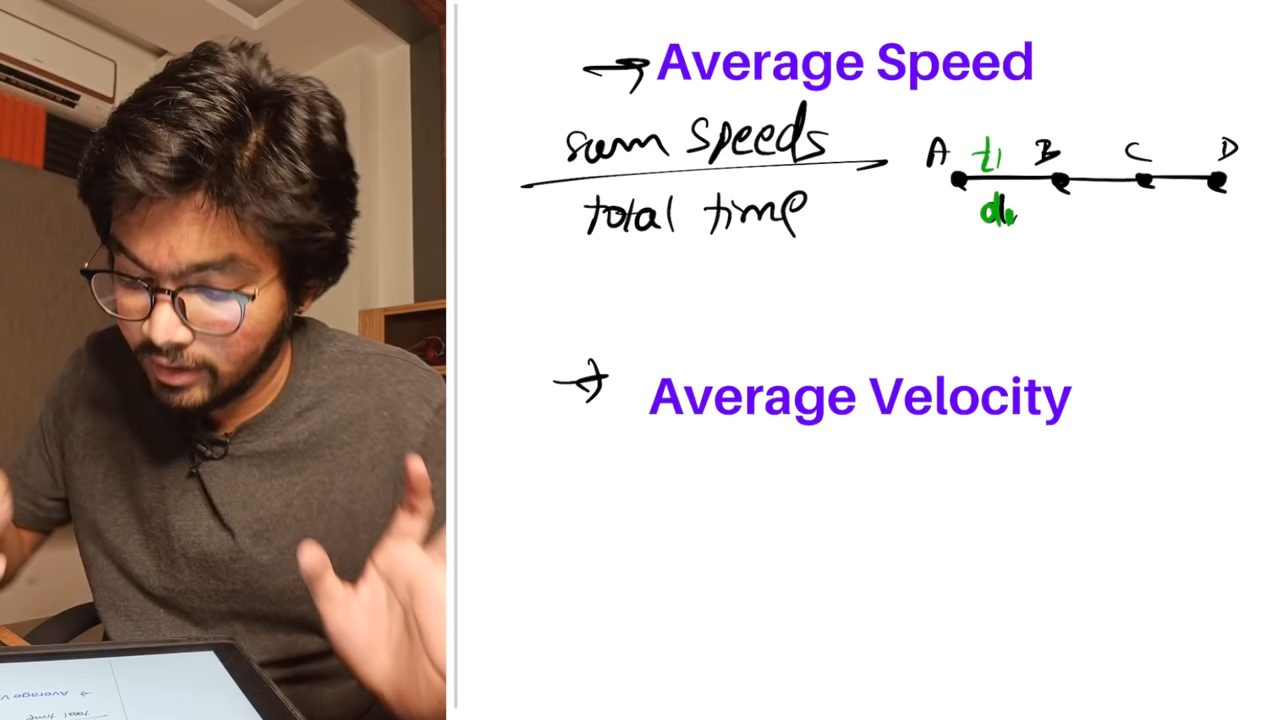 → Average Speed
sum speeds
total time
A t1 B C D
d1
→ Average Velocity